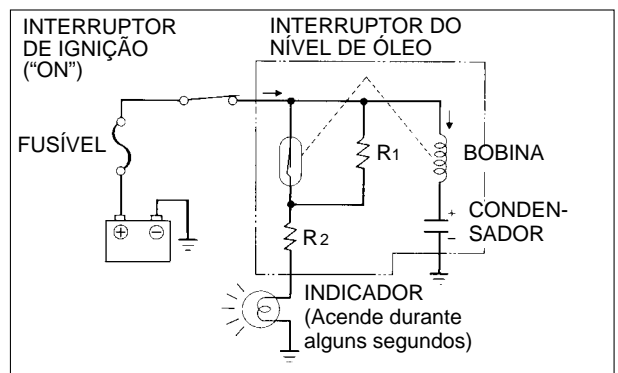 INTERRUPTOR
DE IGNIÇÃO
(“ON”)
INTERRUPTOR DO
NÍVEL DE ÓLEO
FUSÍVEL
R1
BOBINA
+
CONDEN-
SADOR
−
+
−
R2
INDICADOR
(Acende durante
alguns segundos)